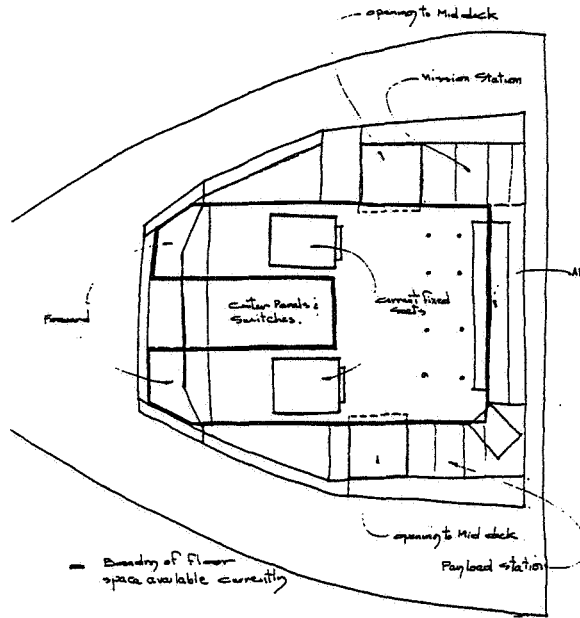 opening to Mid deck
Mission Station
Forward
Center Panels &
Switches.
current fixed
seats
opening to Mid deck
Payload Station
Boundry of floor
space available currently